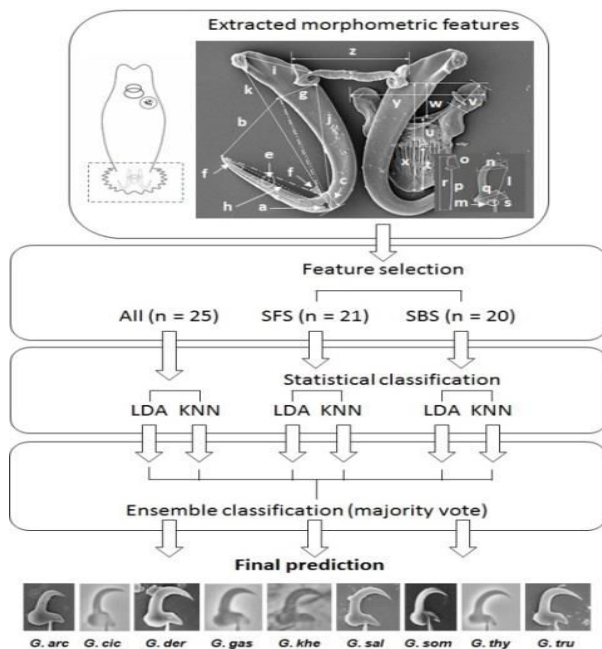 Extracted morphometric features
z
i
k
g
y
w
v
b
j
u
e
x
t
o
n
f
f
r
p
l
c
q
h
m
s
a
Feature selection
All (n = 25) SFS (n = 21) SBS (n = 20)
Statistical classification
LDA KNN LDA KNN LDA KNN
Ensemble classification (majority vote)
Final prediction
G. arc G. cic G. der G. gas G. khe G. sal G. som G. thy G. tru